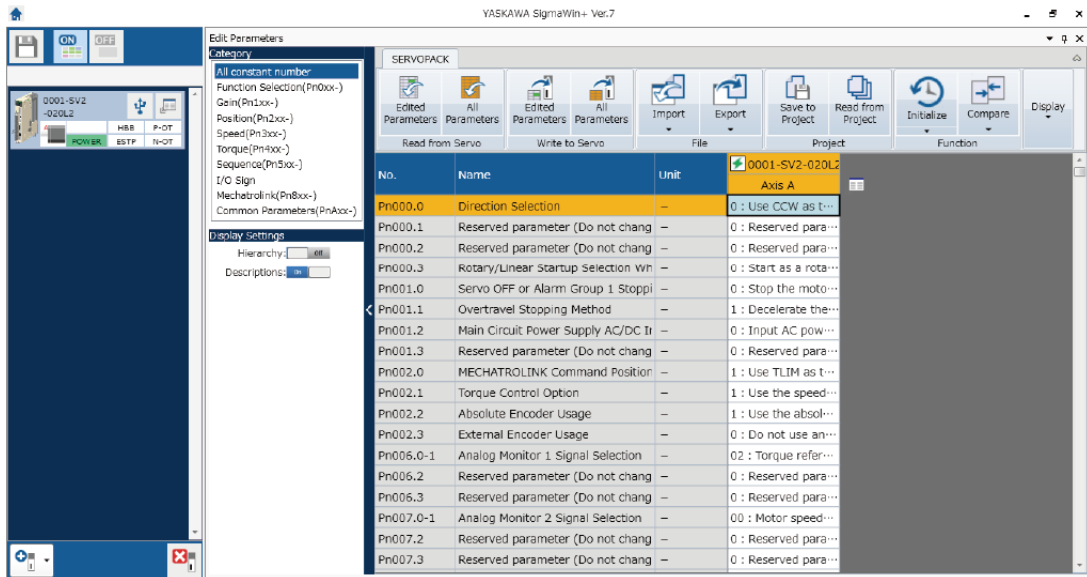 YASKAWA SigmaWin+ Ver.7
ON
OFF
Edit Parameters
0001-SV2
-020L2
HBB P-OT
POWER ESTP N-OT
Category
All constant number
Function Selection(Pn0xx-)
Gain(Pn1xx-)
Position(Pn2xx-)
Speed(Pn3xx-)
Torque(Pn4xx-)
Sequence(Pn5xx-)
I/O Sign
Mechatrolink(Pn8xx-)
Common Parameters(PnAxx-)
Display Settings
Hierarchy: Off
Descriptions: On
SERVOPACK
Edited Parameters
All Parameters
Read from Servo
Edited Parameters
All Parameters
Write to Servo
Import
Export
File
Save to Project
Read from Project
Project
Initialize
Compare
Function
Display
No. Name Unit 0001-SV2-020L2
Axis A
Pn000.0 Direction Selection – 0 : Use CCW as t···
Pn000.1 Reserved parameter (Do not chang – 0 : Reserved para···
Pn000.2 Reserved parameter (Do not chang – 0 : Reserved para···
Pn000.3 Rotary/Linear Startup Selection Wh – 0 : Start as a rota···
Pn001.0 Servo OFF or Alarm Group 1 Stoppi – 0 : Stop the moto···
Pn001.1 Overtravel Stopping Method – 1 : Decelerate the···
Pn001.2 Main Circuit Power Supply AC/DC Ir – 0 : Input AC pow···
Pn001.3 Reserved parameter (Do not chang – 0 : Reserved para···
Pn002.0 MECHATROLINK Command Position – 1 : Use TLIM as t···
Pn002.1 Torque Control Option – 1 : Use the speed···
Pn002.2 Absolute Encoder Usage – 1 : Use the absol···
Pn002.3 External Encoder Usage – 0 : Do not use an···
Pn006.0-1 Analog Monitor 1 Signal Selection – 02 : Torque refer···
Pn006.2 Reserved parameter (Do not chang – 0 : Reserved para···
Pn006.3 Reserved parameter (Do not chang – 0 : Reserved para···
Pn007.0-1 Analog Monitor 2 Signal Selection – 00 : Motor speed···
Pn007.2 Reserved parameter (Do not chang – 0 : Reserved para···
Pn007.3 Reserved parameter (Do not chang – 0 : Reserved para···